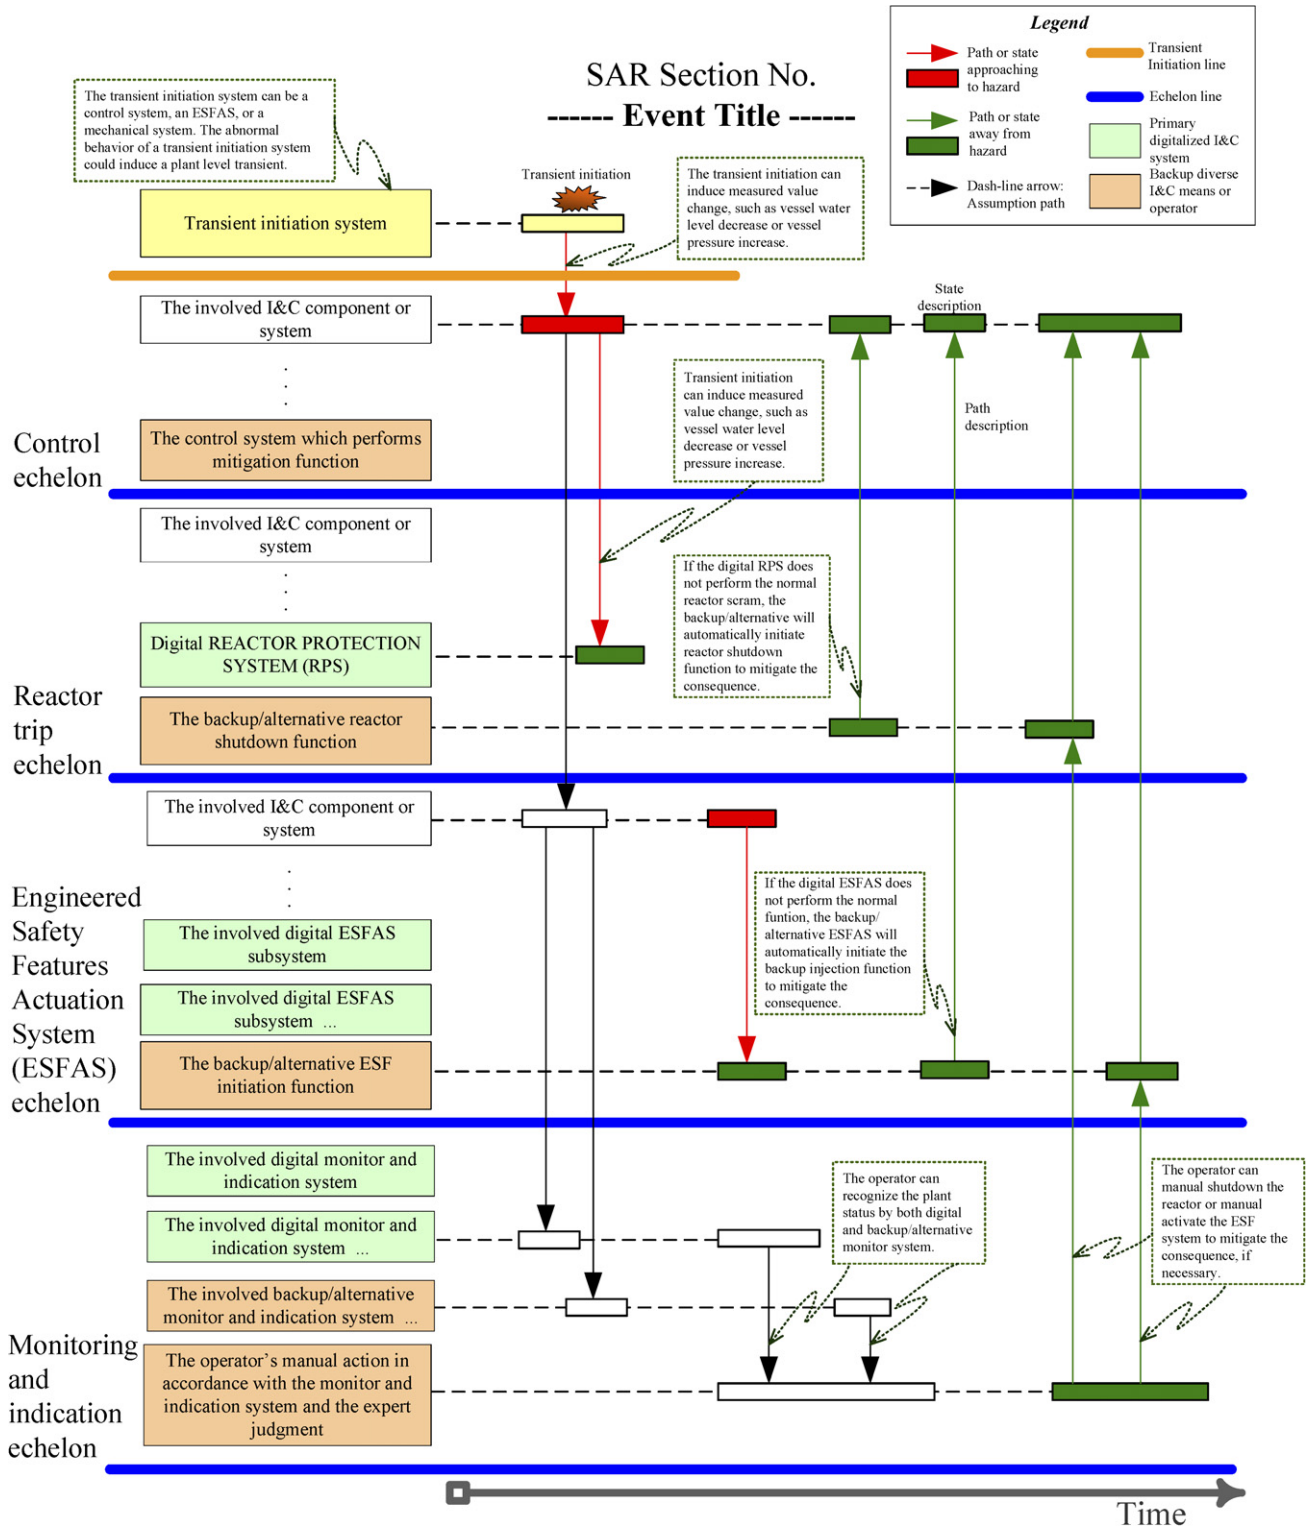 Legend
Path or state
approaching
to hazard
Transient
Initiation line
Echelon line
Path or state
away from
hazard
Primary
digitalized I&C
system
Dash-line arrow:
Assumption path
Backup diverse
I&C means or
operator
SAR Section No.
------ Event Title ------
The transient initiation system can be a
control system, an ESFAS, or a
mechanical system. The abnormal
behavior of a transient initiation system
could induce a plant level transient.
Transient initiation
The transient initiation can
induce measured value
change, such as vessel water
level decrease or vessel
pressure increase.
Transient initiation system
The involved I&C component or
system
State
description
Transient initiation
can induce measured
value change, such as
vessel water level
decrease or vessel
pressure increase.
Path
description
Control
echelon
The control system which performs
mitigation function
The involved I&C component or
system
If the digital RPS does
not perform the normal
reactor scram, the
backup/alternative will
automatically initiate
reactor shutdown
function to mitigate the
consequence.
Digital REACTOR PROTECTION
SYSTEM (RPS)
Reactor
trip
echelon
The backup/alternative reactor
shutdown function
The involved I&C component or
system
If the digital ESFAS does
not perform the normal
funtion, the backup/
alternative ESFAS will
automatically initiate the
backup injection function
to mitigate the
consequence.
Engineered
Safety
Features
Actuation
System
(ESFAS)
echelon
The involved digital ESFAS
subsystem
The involved digital ESFAS
subsystem ...
The backup/alternative ESF
initiation function
The involved digital monitor and
indication system
The operator can
recognize the plant
status by both digital
and backup/alternative
monitor system.
The operator can
manual shutdown the
reactor or manual
activate the ESF
system to mitigate the
consequence, if
necessary.
The involved digital monitor and
indication system ...
The involved backup/alternative
monitor and indication system ...
Monitoring
and
indication
echelon
The operator's manual action in
accordance with the monitor and
indication system and the expert
judgment
Time